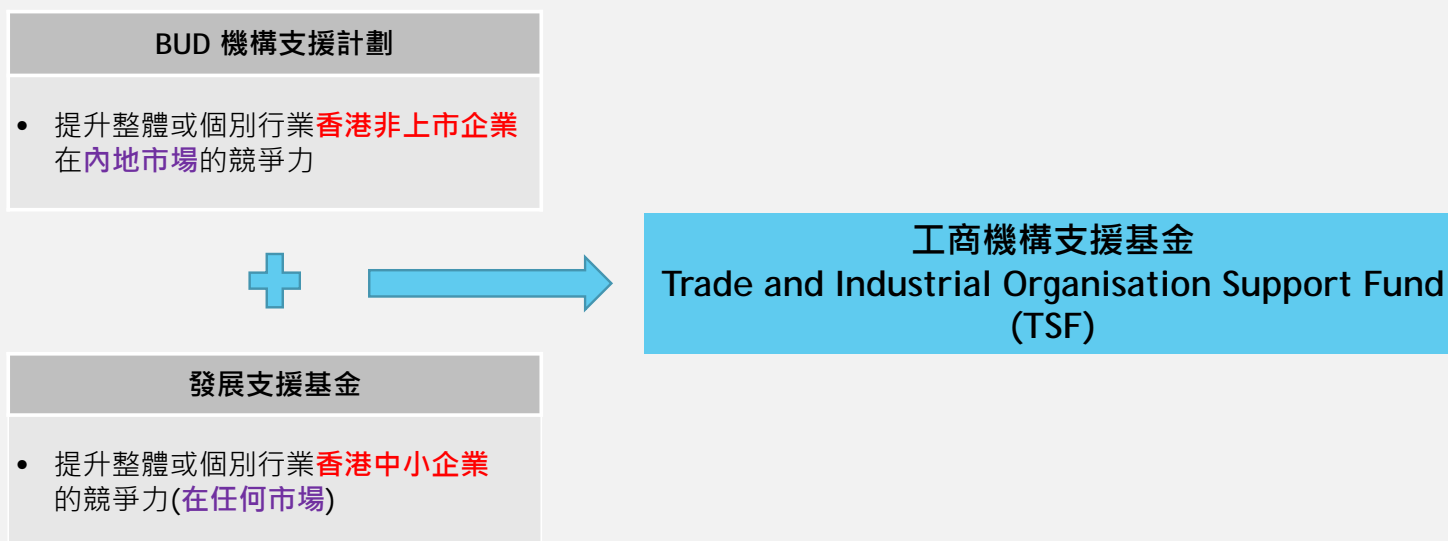 BUD 機構支援計劃
• 提升整體或個別行業香港非上市企業
在內地市場的競爭力
工商機構支援基金
Trade and Industrial Organisation Support Fund
(TSF)
發展支援基金
• 提升整體或個別行業香港中小企業
的競爭力(在任何市場)